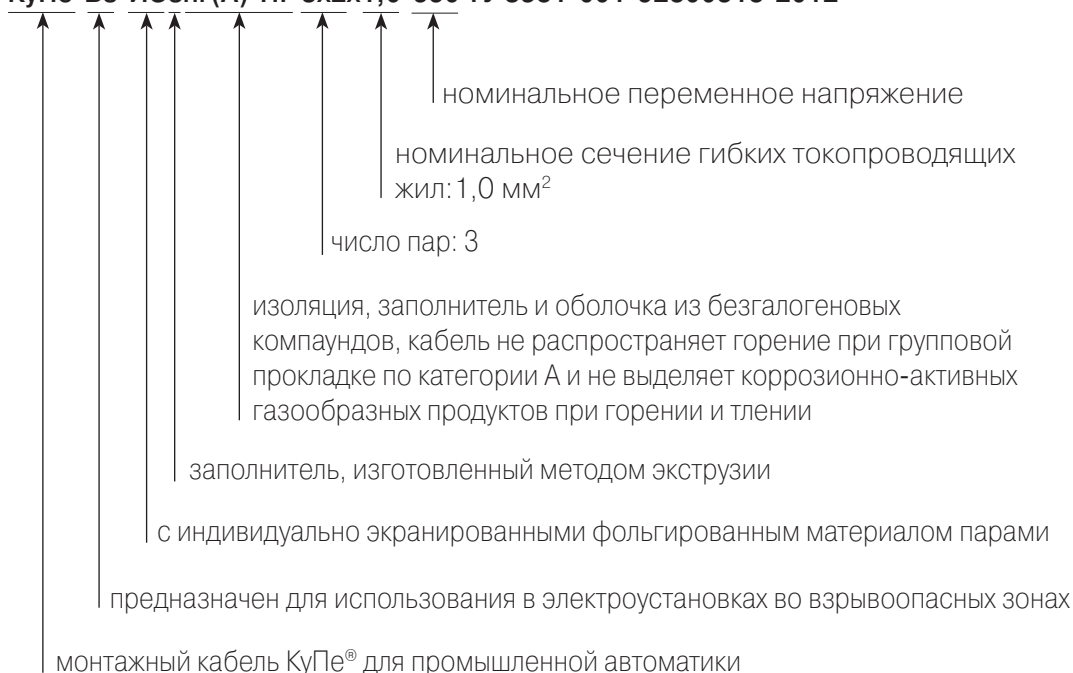 номинальное переменное напряжение
номинальное сечение гибких токопроводящих
жил: 1,0 мм²
число пар: 3
изоляция, заполнитель и оболочка из безгалогеновых
компаундов, кабель не распространяет горение при групповой
прокладке по категории А и не выделяет коррозионно-активных
газообразных продуктов при горении и тлении
заполнитель, изготовленный методом экструзии
с индивидуально экранированными фольгированным материалом парами
предназначен для использования в электроустановках во взрывоопасных зонах
монтажный кабель КуПе® для промышленной автоматики